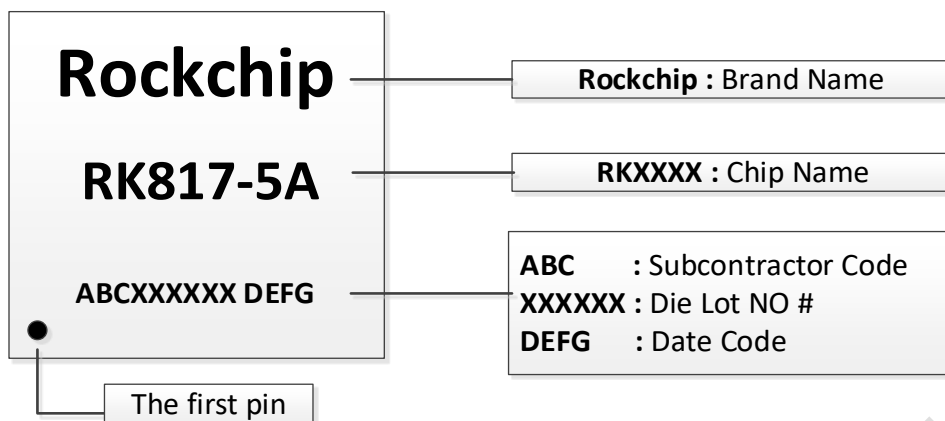 Rockchip
Rockchip : Brand Name
RK817-5A
RKXXXX : Chip Name
ABCXXXXXX DEFG
ABC : Subcontractor Code
XXXXXX : Die Lot NO #
DEFG : Date Code
The first pin